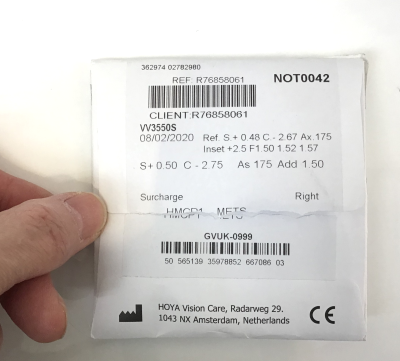 362974 02782980
REF: R76858061
NOT0042
CLIENT:R76858061
VV3550S
08/02/2020 Ref. S.+ 0.48 C - 2.67 Ax.175
Inset +2.5 F1.50 1.52 1.57
S+ 0.50 C - 2.75 As 175 Add 1.50
Surcharge Right
HMCP1 METS
GVUK-0999
50 565139 35978852 667086 03
HOYA Vision Care, Radarweg 29.
1043 NX Amsterdam, Netherlands
CE